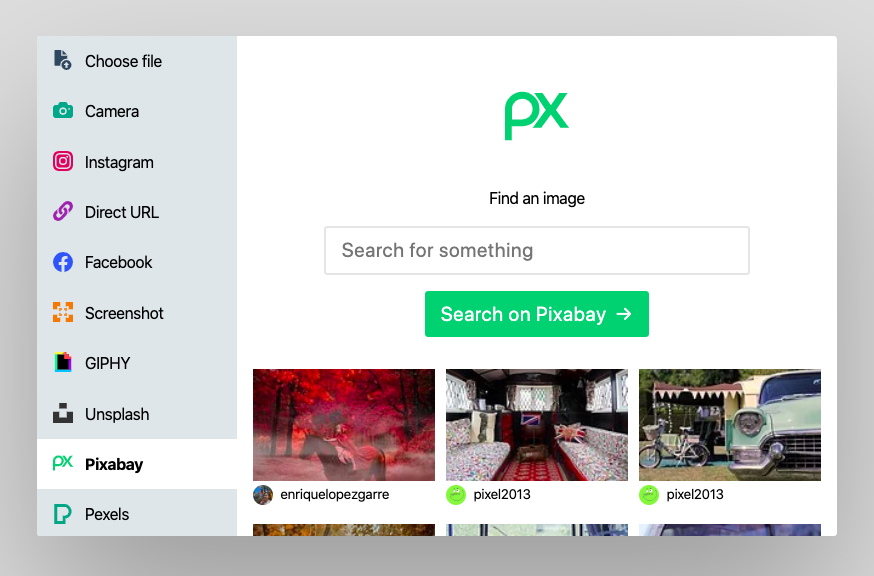 Choose file
Camera
Instagram
Direct URL
Facebook
Screenshot
GIPHY
Unsplash
px Pixabay
Pexels
px
Find an image
Search for something
Search on Pixabay →
enriquelopezgarre
pixel2013
pixel2013